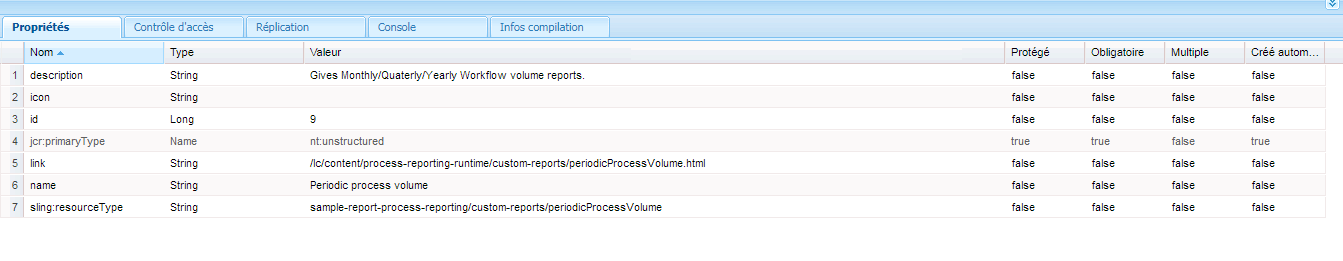 Propriétés Contrôle d'accès Réplication Console Infos compilation
Nom Type Valeur Protégé Obligatoire Multiple Créé autom...
1 description String Gives Monthly/Quaterly/Yearly Workflow volume reports. false false false false
2 icon String false false false false
3 id Long 9 false false false false
4 jcr:primaryType Name nt:unstructured true true false true
5 link String /lc/content/process-reporting-runtime/custom-reports/periodicProcessVolume.html false false false false
6 name String Periodic process volume false false false false
7 sling:resourceType String sample-report-process-reporting/custom-reports/periodicProcessVolume false false false false